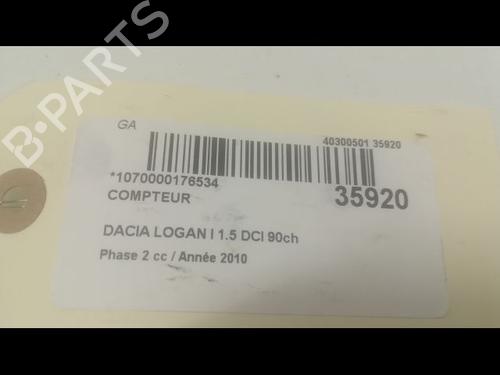 B-PARTS
GA
40300501 35920
*1070000176534
COMPTEUR
35920
DACIA LOGAN I 1.5 DCI 90ch
Phase 2 cc / Année 2010